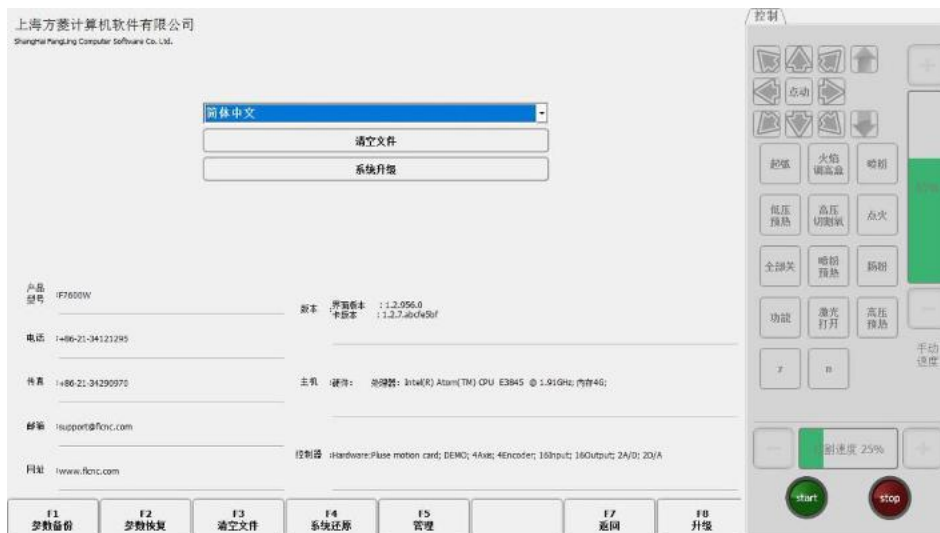 上海方菱计算机软件有限公司
ShangHai FangLing Computer Software Co. Ltd.
简体中文
清空文件
系统升级
产品型号 :F7600W
电话 :+86-21-34121295
传真 :+86-21-34290970
邮箱 :support@flcnc.com
网址 :www.flcnc.com
版本 :界面版本 :1.2.956.0
卡版本 :1.2.7.abcfe5bf
主机 :硬件: 处理器: Intel(R) Atom(TM) CPU E3845 @ 1.91GHz; 内存4G;
控制器 :Hardware:Pluse motion card; DEMO; 4Axis; 4Encoder; 16Input; 16Output; 2A/D; 2D/A
F1 参数备份
F2 参数恢复
F3 清空文件
F4 系统还原
F5 管理
F7 返回
F8 升级
控制
点动
起弧
火焰调高盒
喷粉
低压预热
高压切割氧
点火
全部关
喷粉预热
功能
激光打开
高压预热
手动速度
割速度 25%
start
stop